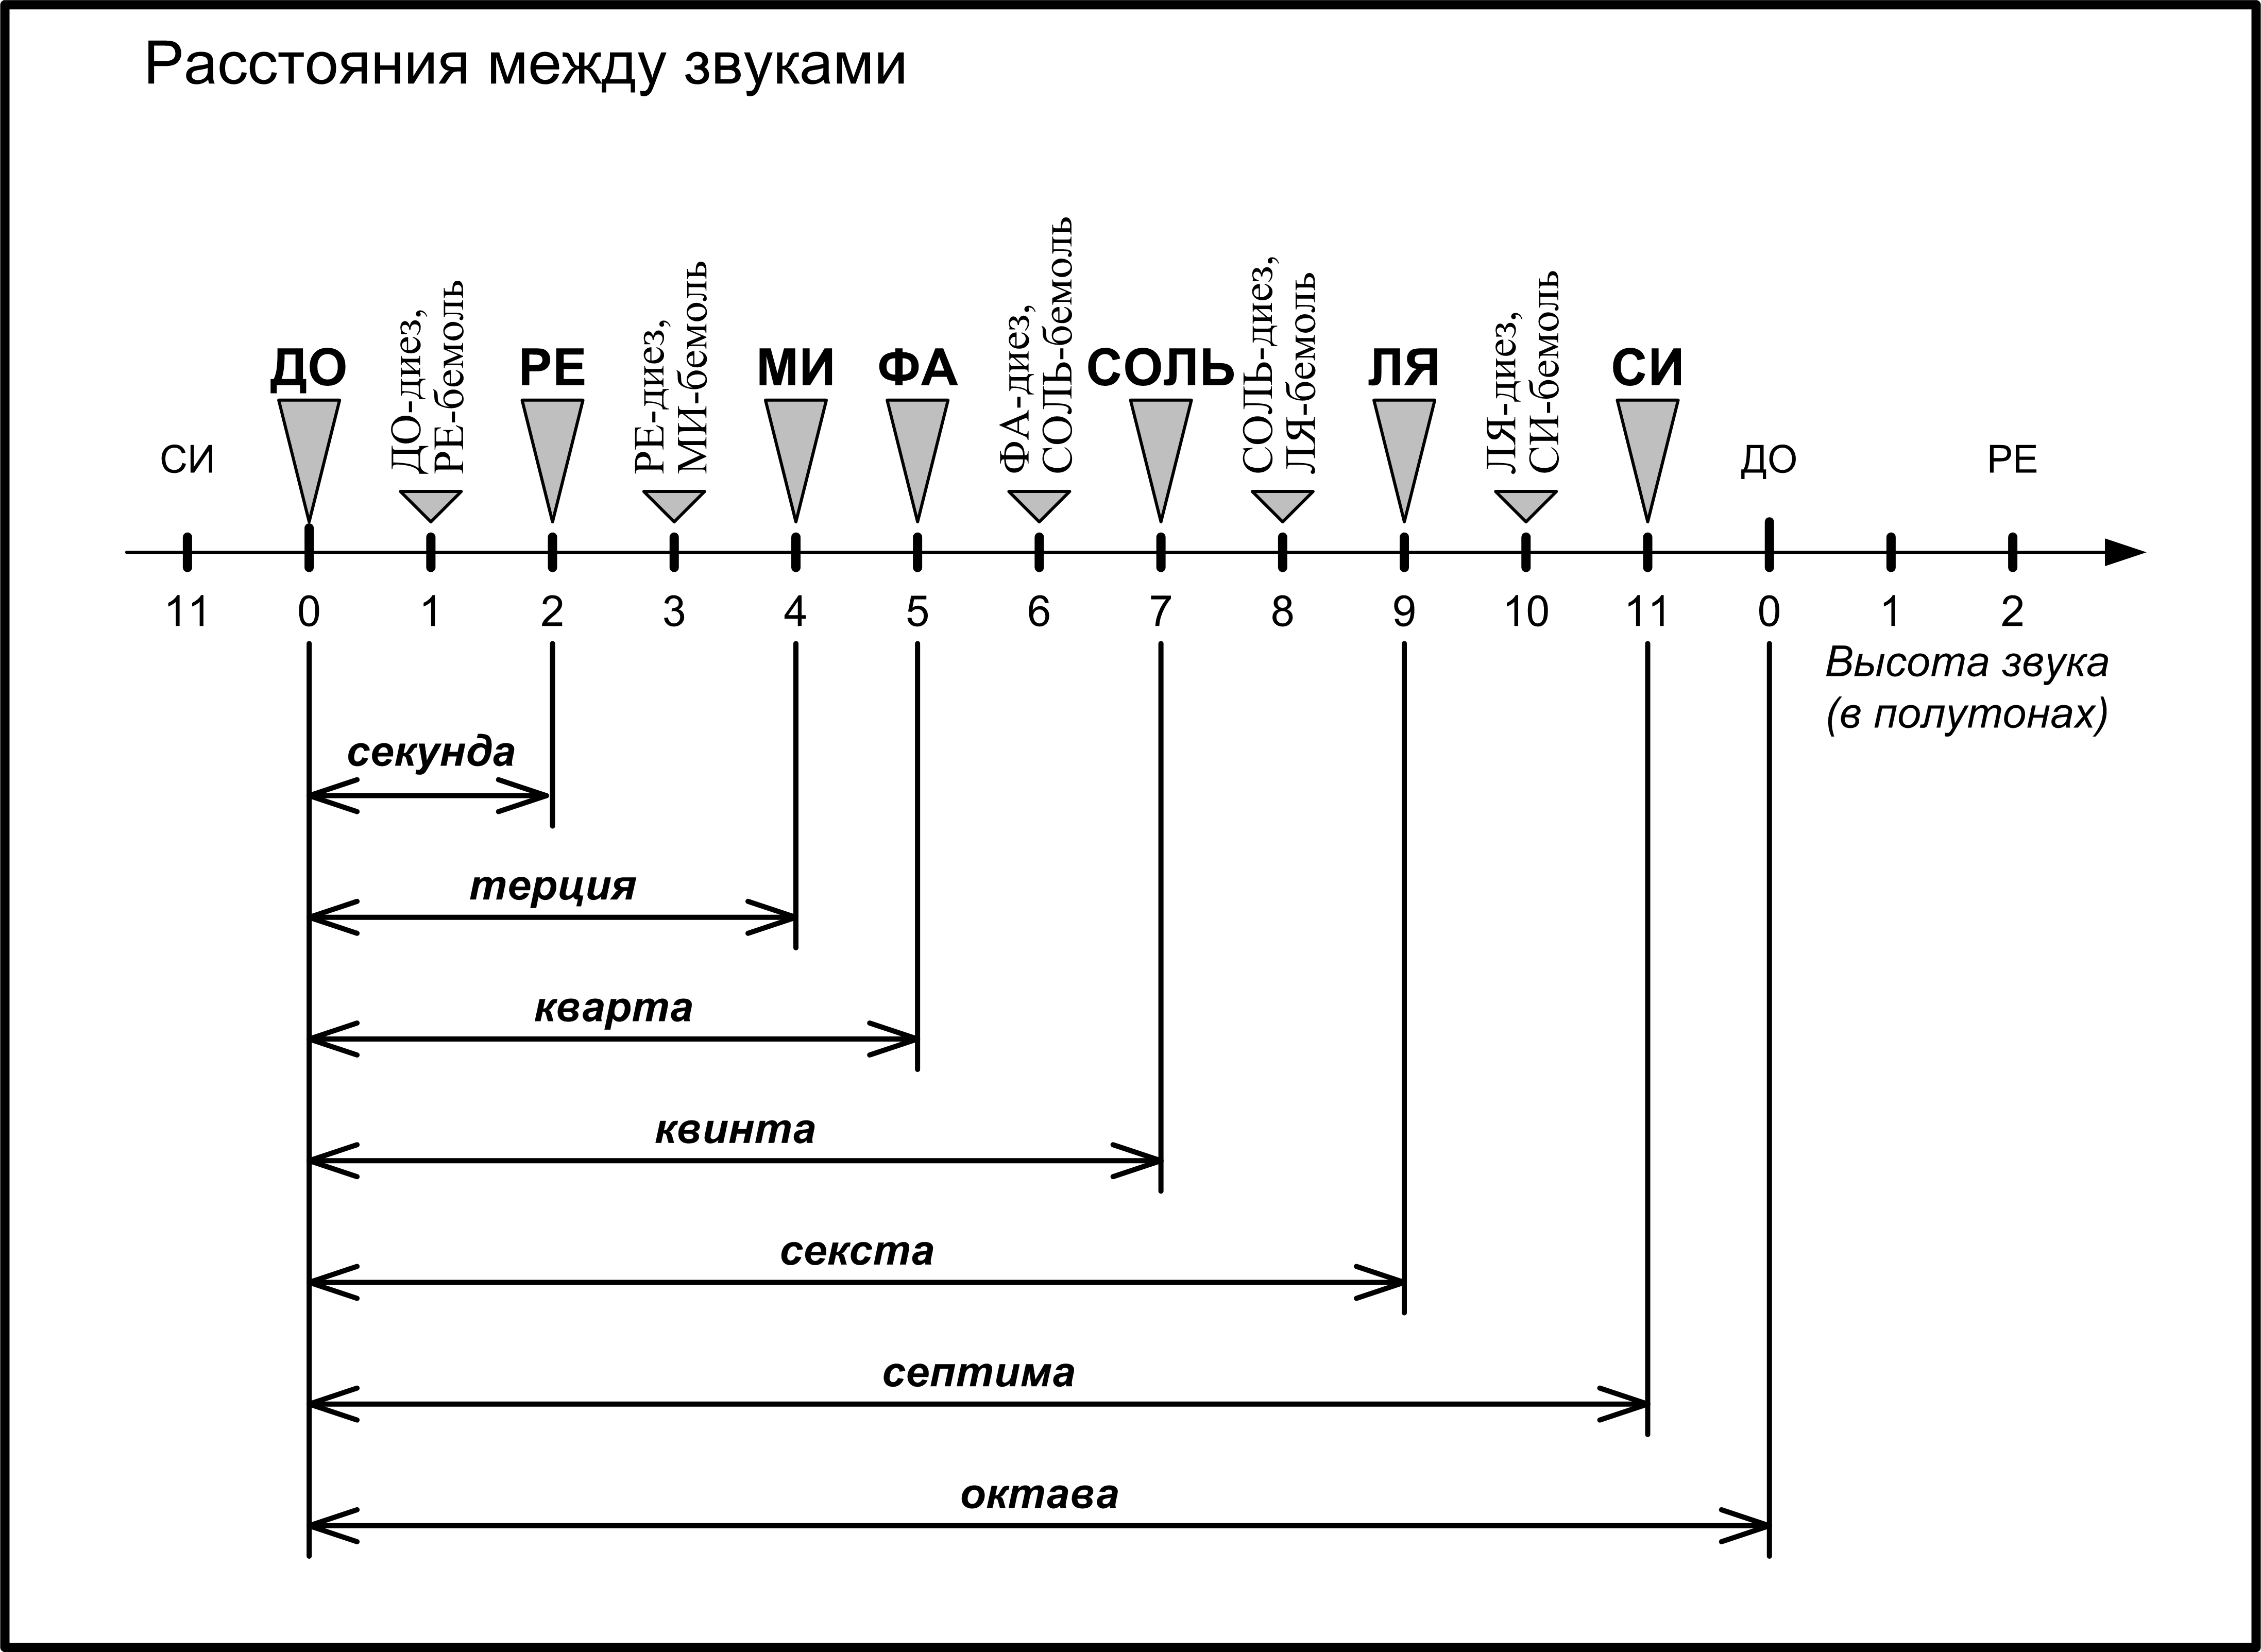 Расстояния между звуками
ДО-диез,
РЕ-бемоль
РЕ-диез,
МИ-бемоль
ФА-диез,
СОЛЬ-бемоль
СОЛЬ-диез,
ЛЯ-бемоль
ЛЯ-диез,
СИ-бемоль
ДО РЕ МИ ФА СОЛЬ ЛЯ СИ
СИ ДО РЕ
11 0 1 2 3 4 5 6 7 8 9 10 11 0 1 2
Высота звука
(в полутонах)
секунда
терция
кварта
квинта
секста
септима
октава